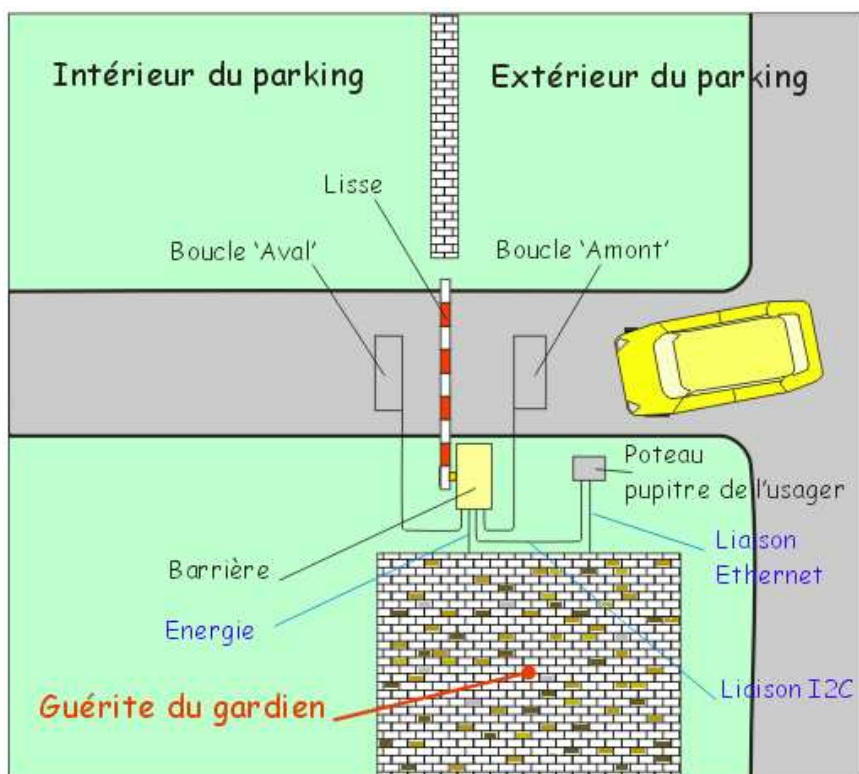 Intérieur du parking
Extérieur du parking
Lisse
Boucle 'Aval'
Boucle 'Amont'
Poteau
pupitre de l'usager
Liaison
Ethernet
Barrière
Energie
Liaison I2C
Guérite du gardien